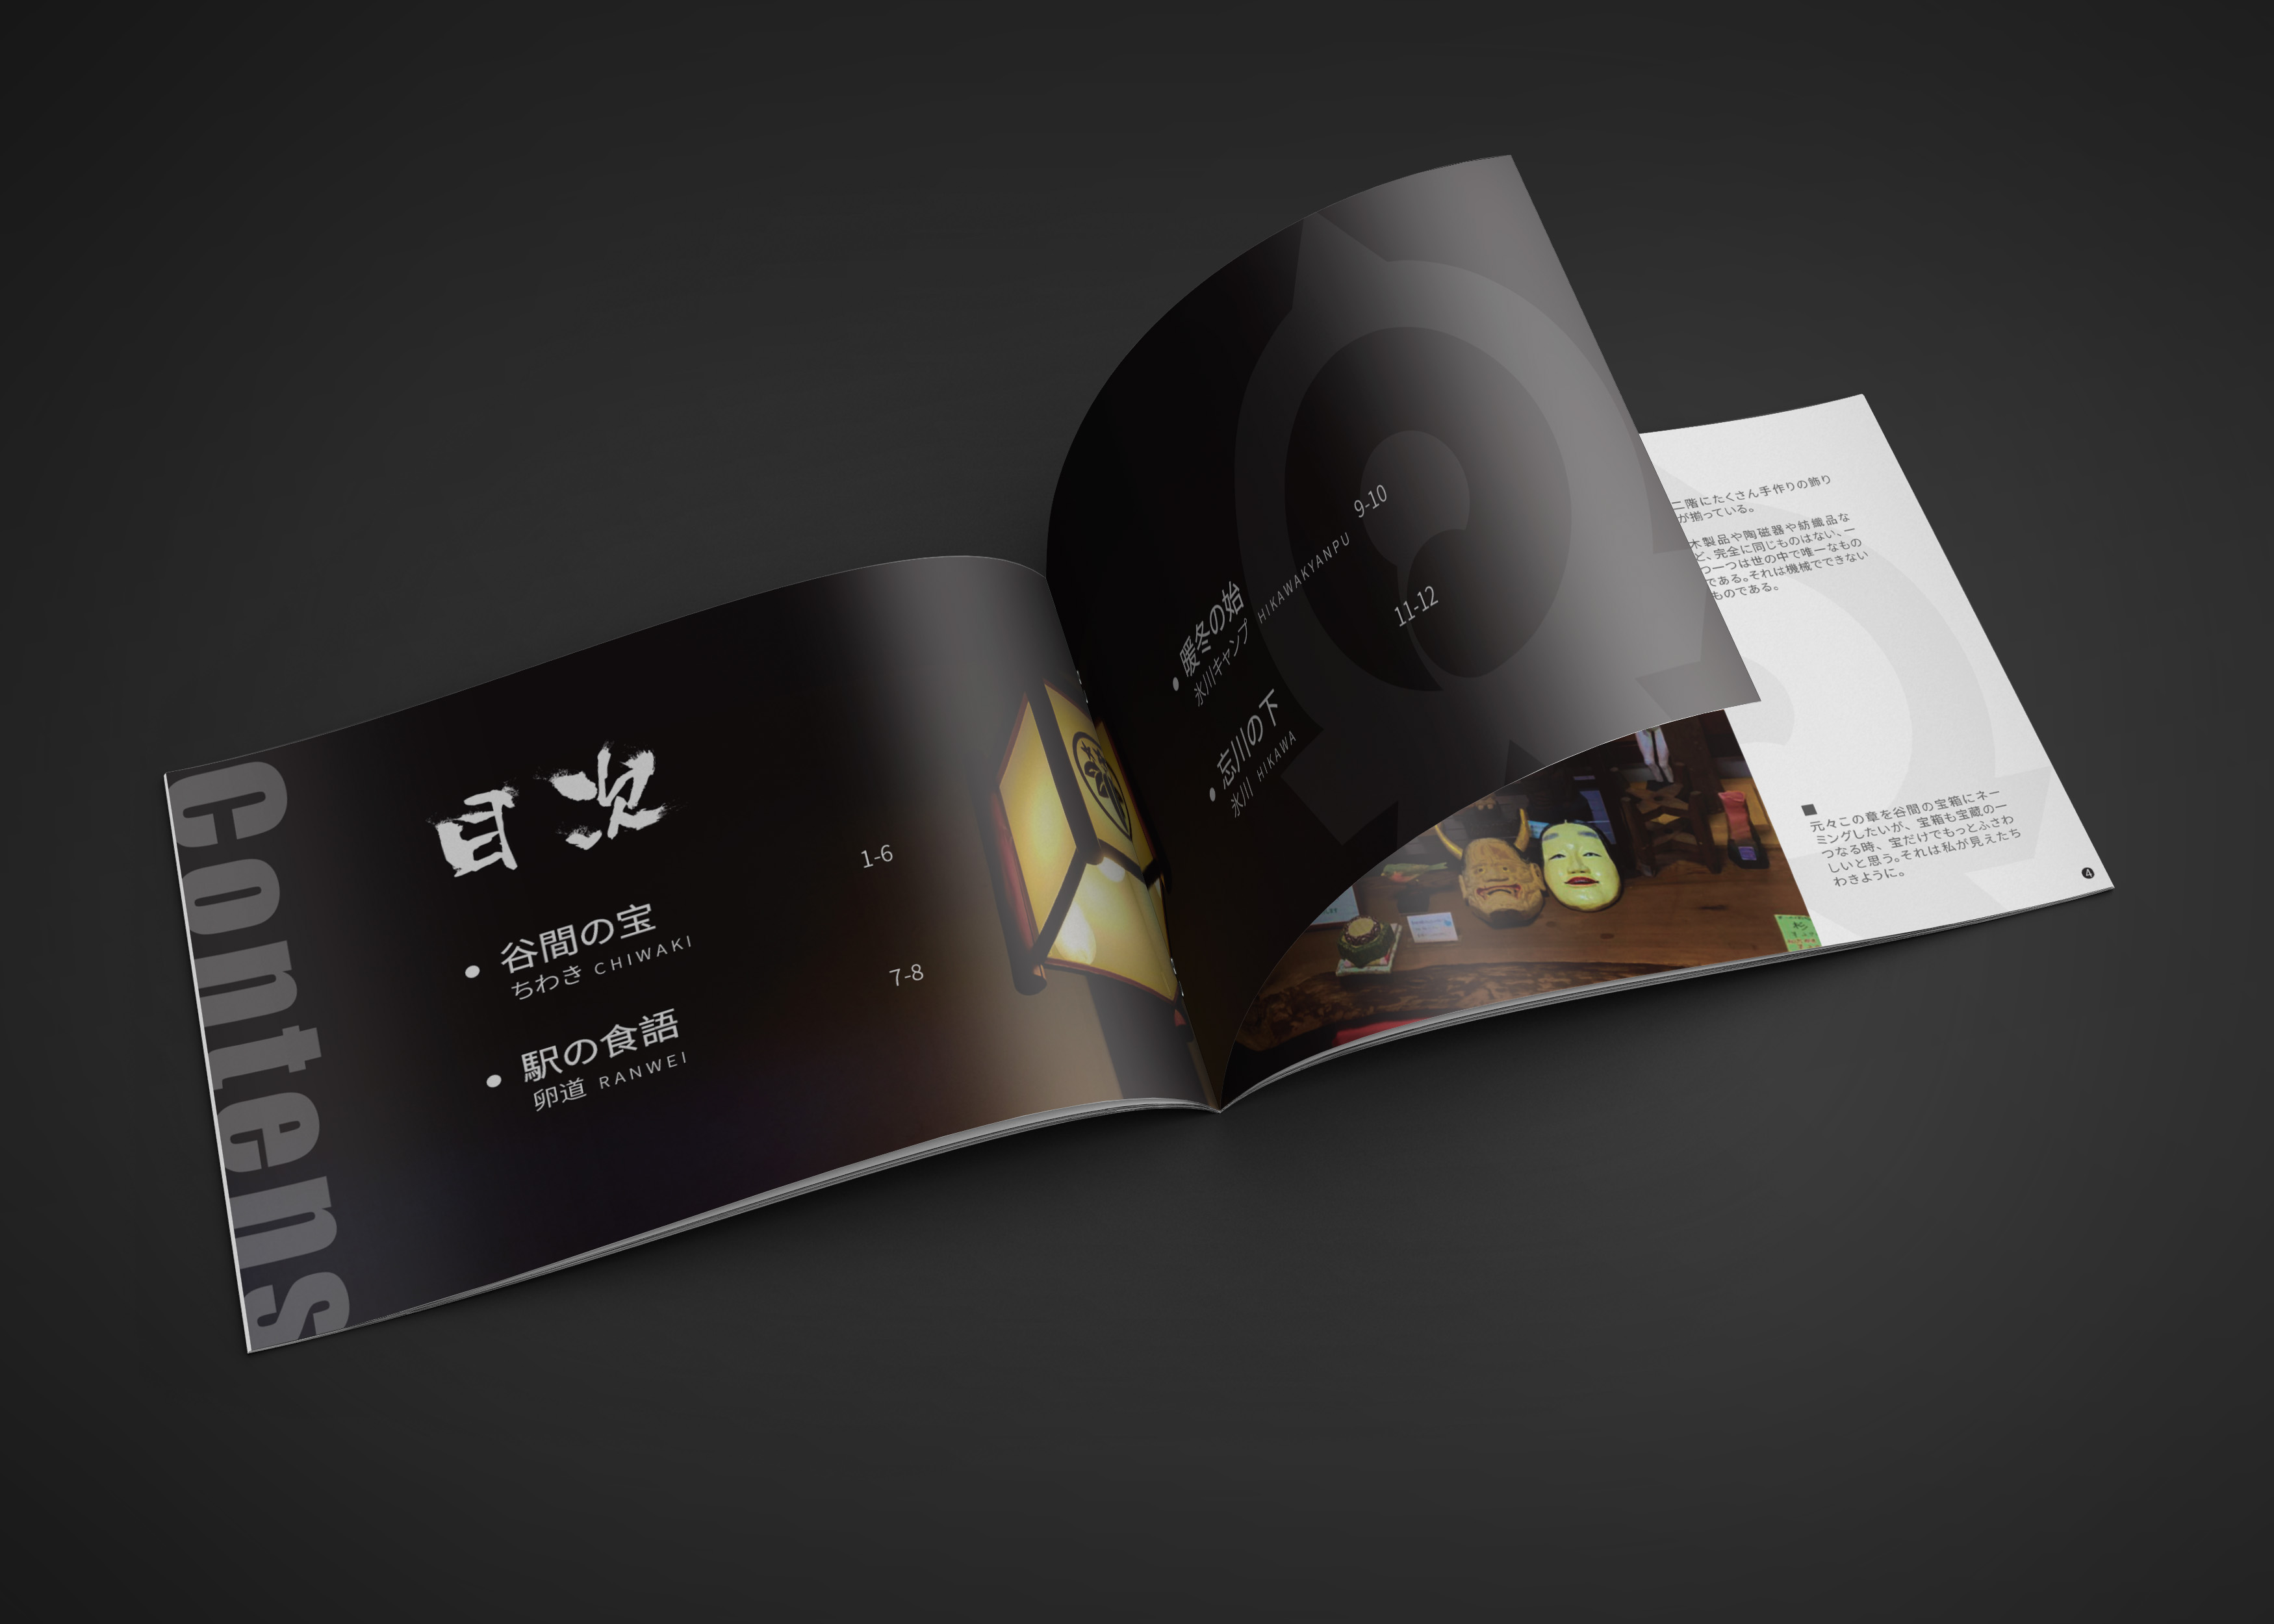 Contens
目次
谷間の宝
ちわき CHIWAKI
1-6
駅の食語
卵道 RANWEI
7-8
暖冬の始
氷川キャンプ HIKAWAKYANPU
9-10
忘川の下
氷川 HIKAWA
11-12
二階にたくさん手作りの飾り
が揃っている。
木製品や陶磁器や紡織品な
ど、完全に同じものはない、一
つ一つは世の中で唯一なもの
である。それは機械でできない
ものである。
元々この章を谷間の宝箱にネー
ミングしたいが、宝箱も宝蔵の一
つなる時、宝だけでもっとふさわ
しいと思う。それは私が見えたち
わきように。
4
杉